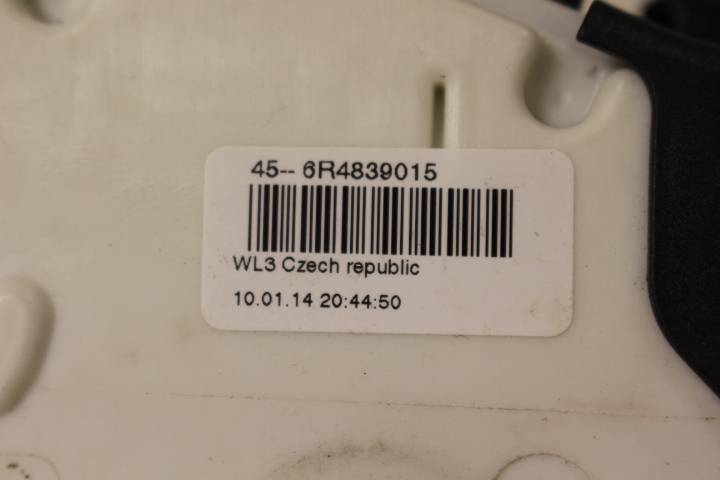 45-- 6R4839015
WL3 Czech republic
10.01.14 20:44:50